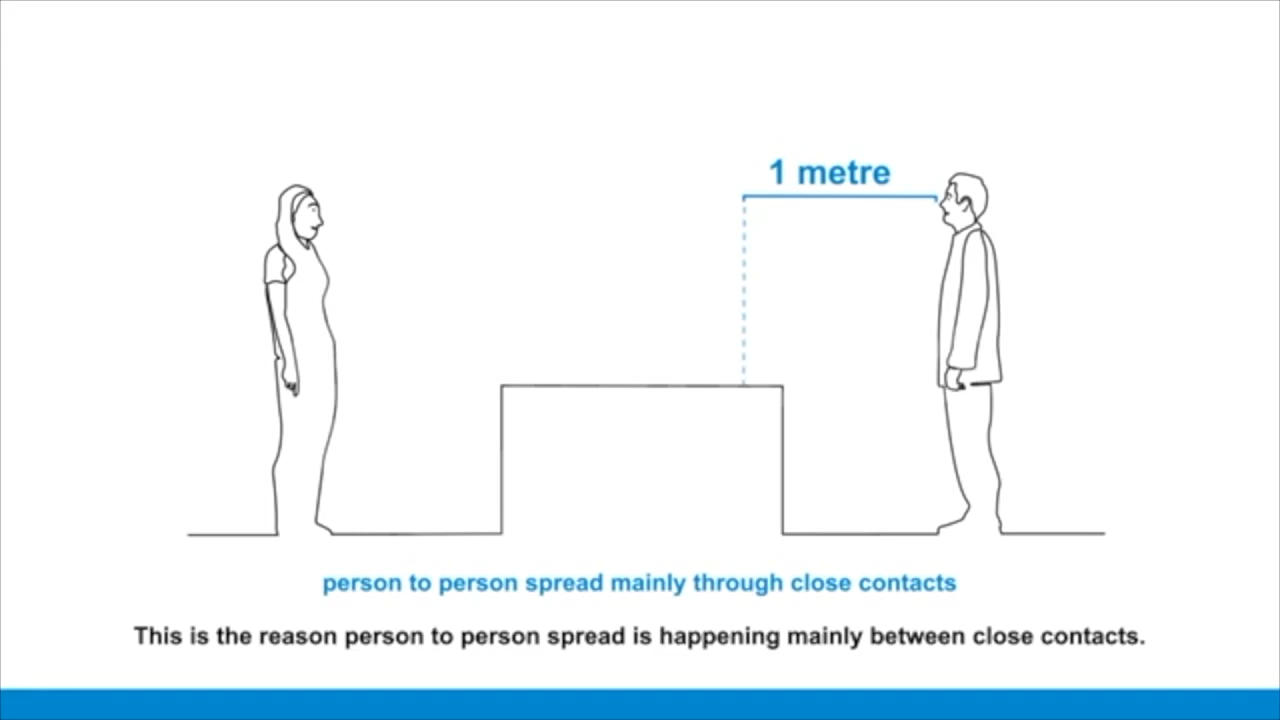 1 metre
person to person spread mainly through close contacts
This is the reason person to person spread is happening mainly between close contacts.